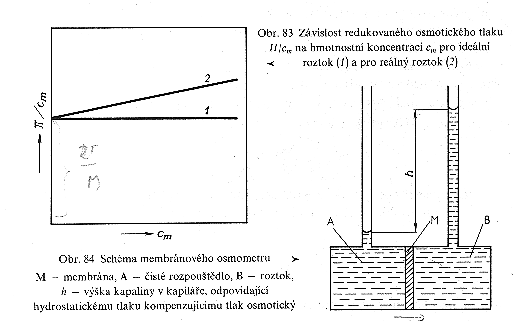 Obr. 83 Závislost redukovaného osmotického tlaku
Π/cm na hmotnostní koncentraci cm pro ideální
roztok (1) a pro reálný roztok (2)
Π/cm
2
1
M
cm
h
A
M
B
Obr. 84 Schéma membránového osmometru
M – membrána, A – čisté rozpouštědlo, B – roztok,
h – výška kapaliny v kapiláře, odpovídající
hydrostatickému tlaku kompenzujícímu tlak osmotický